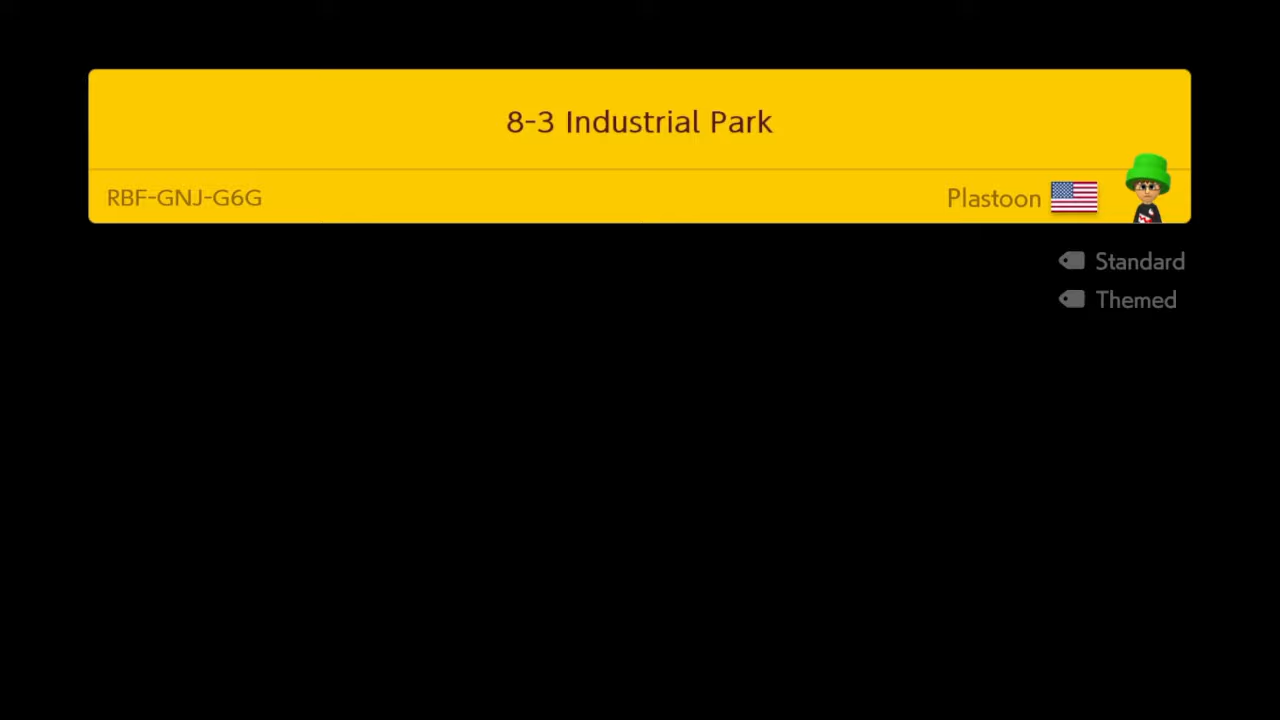 8-3 Industrial Park
RBF-GNJ-G6G
Plastoon
Standard
Themed